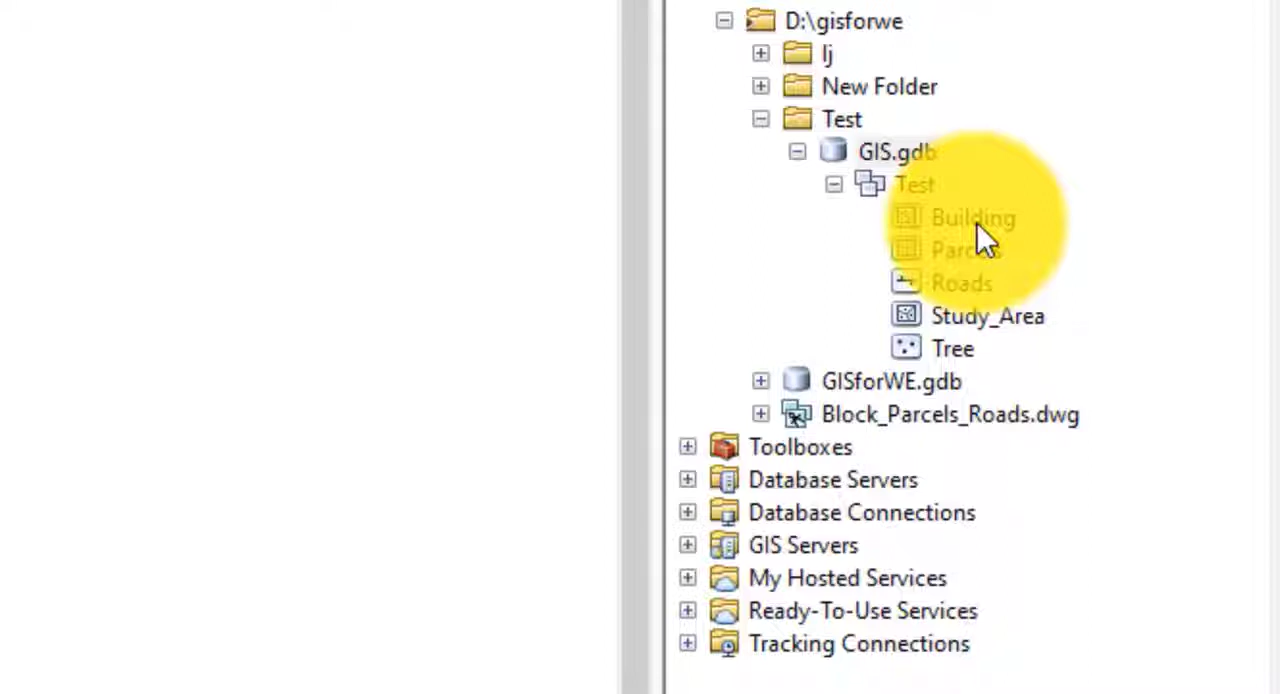 D:\gisforwe
lj
New Folder
Test
GIS.gdb
Test
Building
Parcels
Roads
Study_Area
Tree
GISforWE.gdb
Block_Parcels_Roads.dwg
Toolboxes
Database Servers
Database Connections
GIS Servers
My Hosted Services
Ready-To-Use Services
Tracking Connections